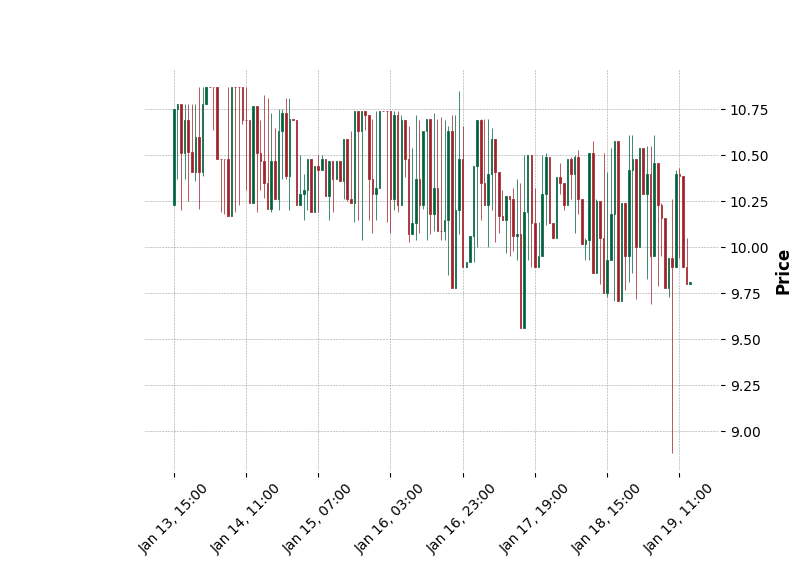 10.75
10.50
10.25
10.00
9.75
9.50
9.25
9.00
Price
Jan 13, 15:00
Jan 14, 11:00
Jan 15, 07:00
Jan 16, 03:00
Jan 16, 23:00
Jan 17, 19:00
Jan 18, 15:00
Jan 19, 11:00